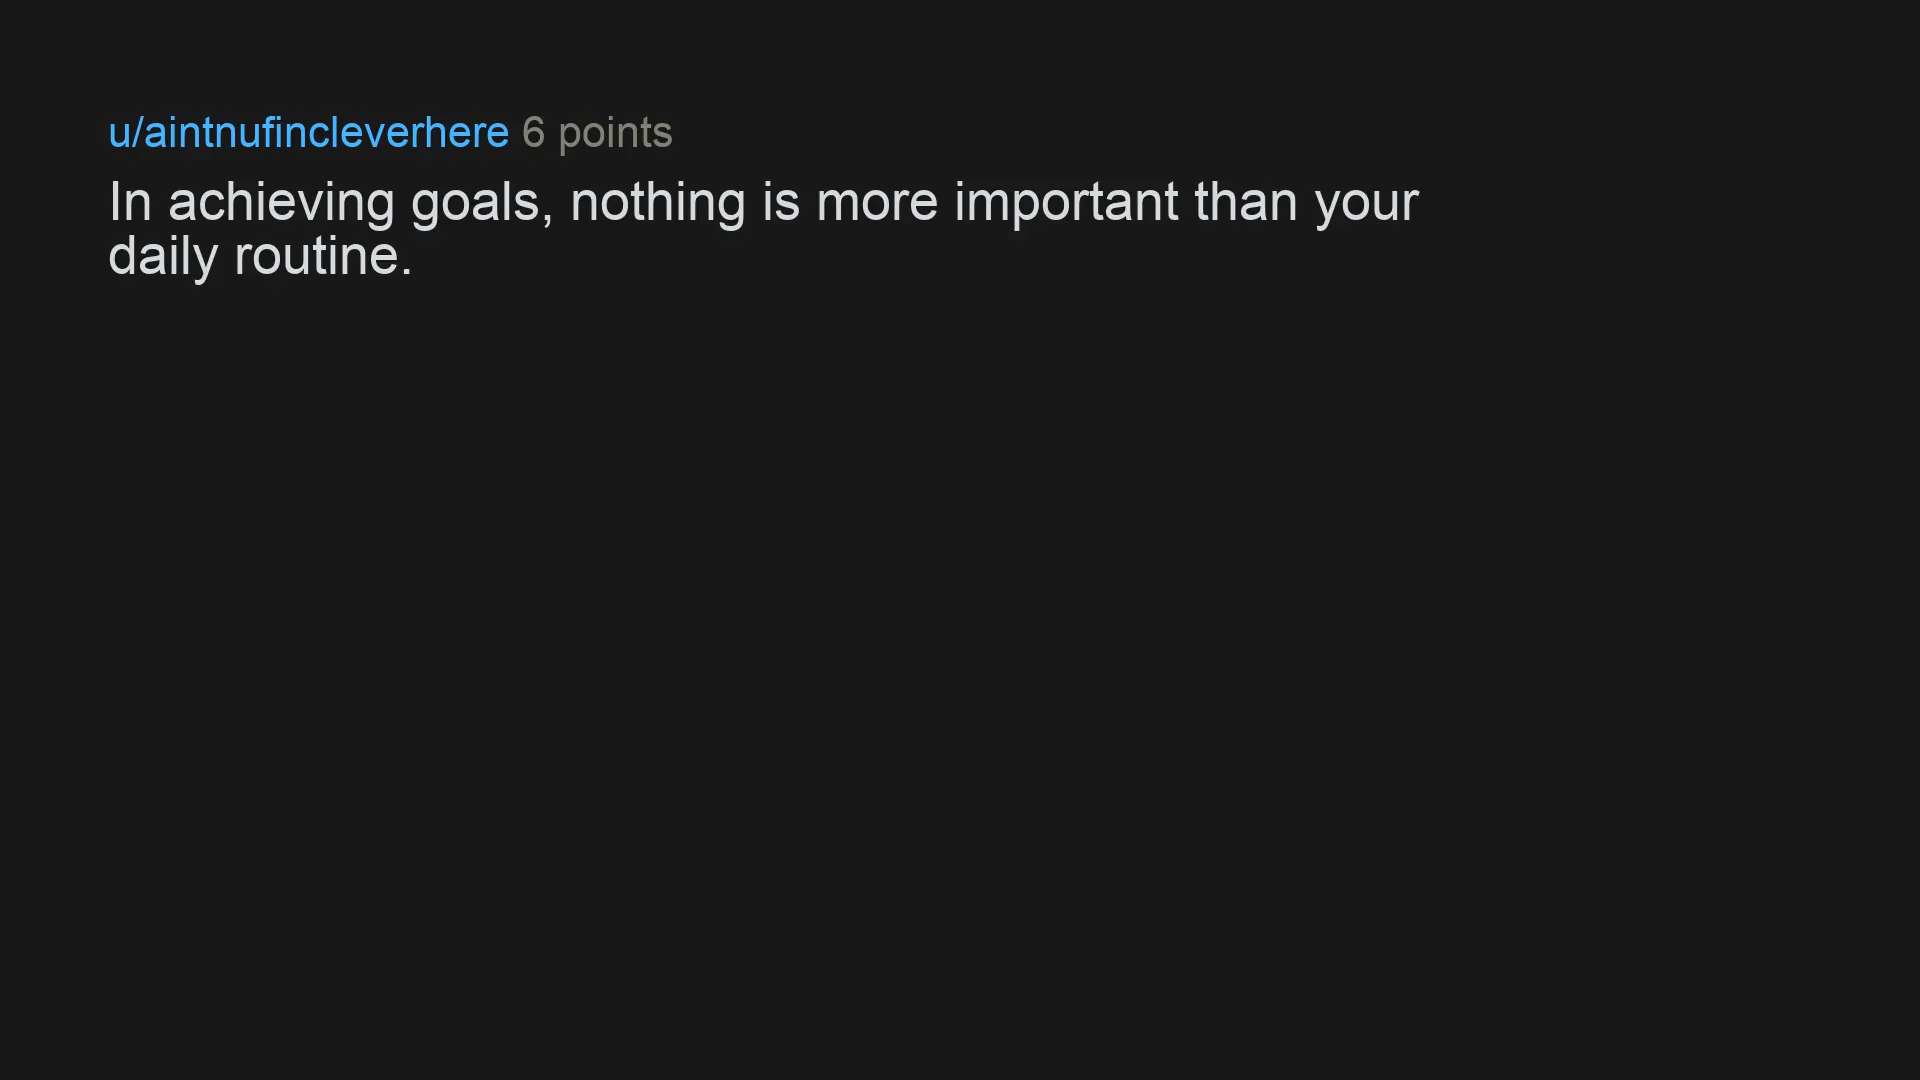 u/aintnufincleverhere 6 points
In achieving goals, nothing is more important than your
daily routine.